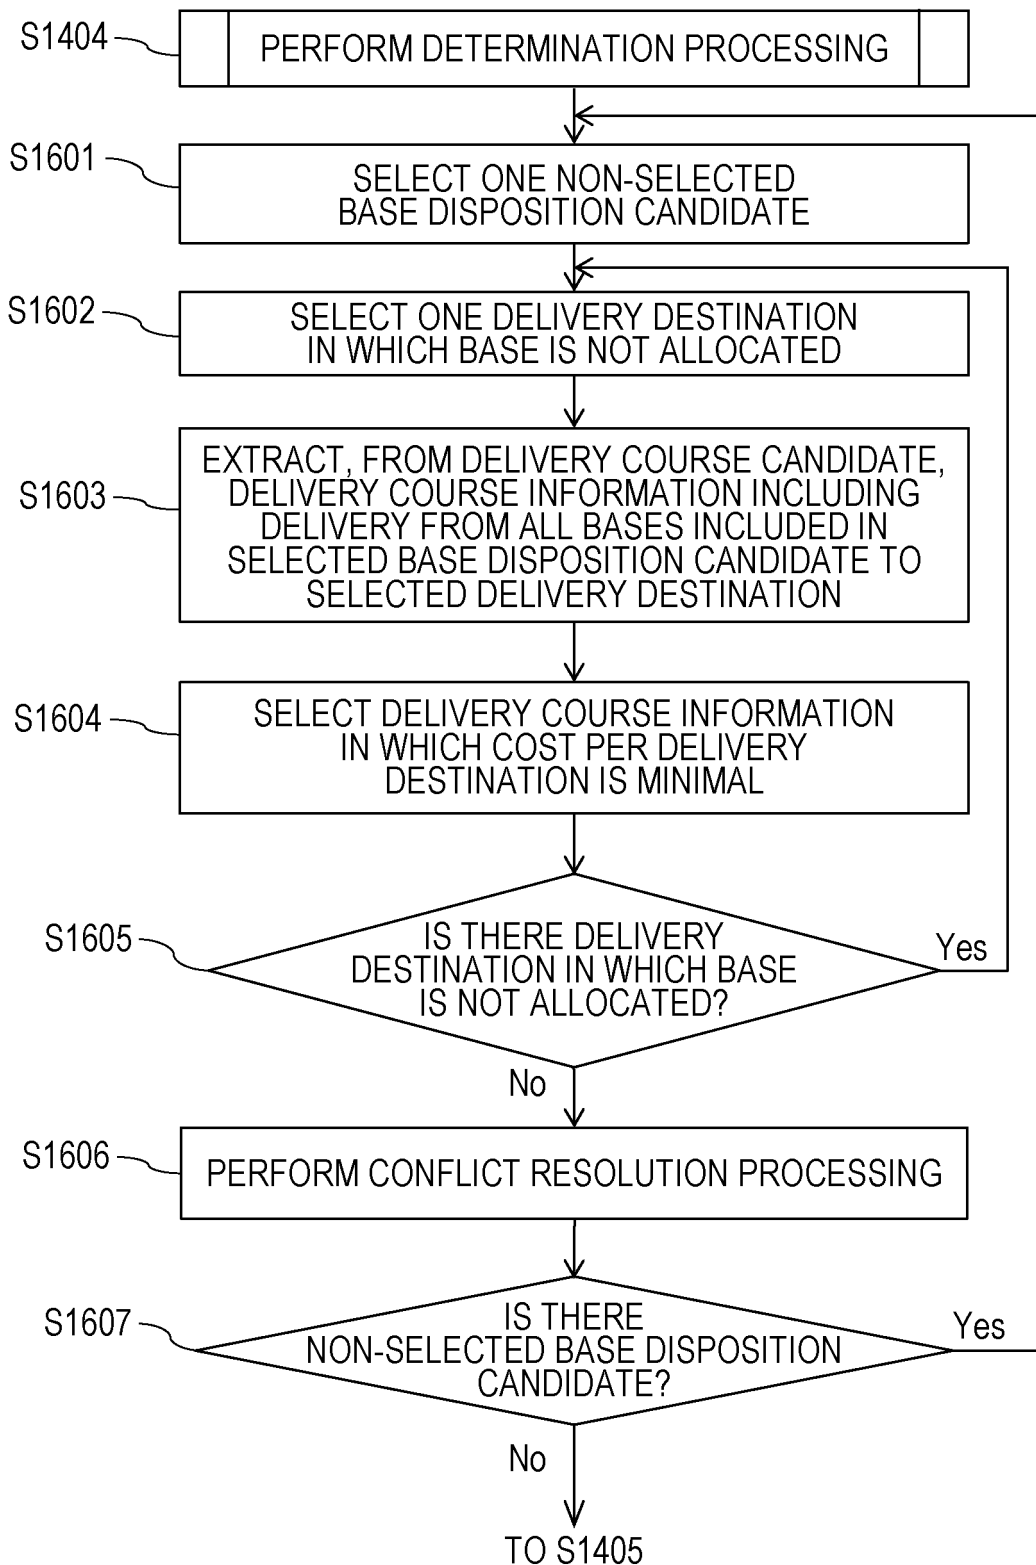 S1404
PERFORM DETERMINATION PROCESSING
S1601
SELECT ONE NON-SELECTED
BASE DISPOSITION CANDIDATE
S1602
SELECT ONE DELIVERY DESTINATION
IN WHICH BASE IS NOT ALLOCATED
S1603
EXTRACT, FROM DELIVERY COURSE CANDIDATE,
DELIVERY COURSE INFORMATION INCLUDING
DELIVERY FROM ALL BASES INCLUDED IN
SELECTED BASE DISPOSITION CANDIDATE TO
SELECTED DELIVERY DESTINATION
S1604
SELECT DELIVERY COURSE INFORMATION
IN WHICH COST PER DELIVERY
DESTINATION IS MINIMAL
S1605
IS THERE DELIVERY
DESTINATION IN WHICH BASE
IS NOT ALLOCATED?
Yes
No
S1606
PERFORM CONFLICT RESOLUTION PROCESSING
S1607
IS THERE
NON-SELECTED BASE DISPOSITION
CANDIDATE?
Yes
No
TO S1405